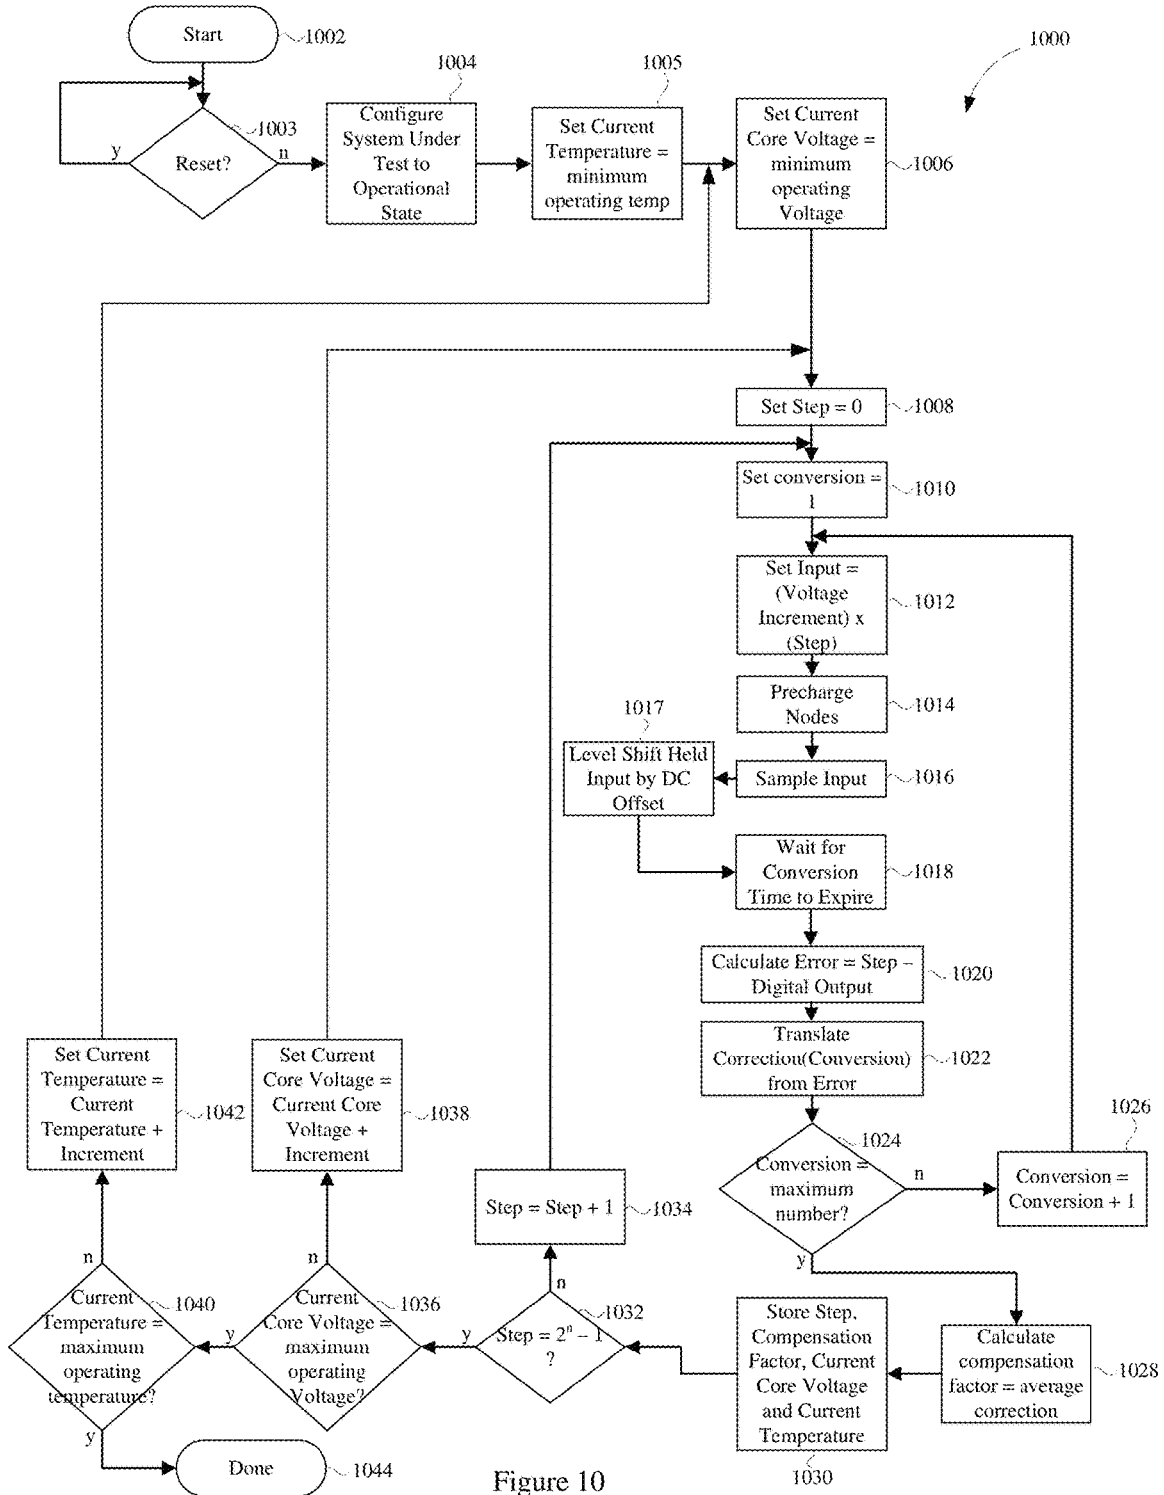 Start
1002
1000
1003
Reset?
y
n
1004
Configure
System Under
Test to
Operational
State
1005
Set Current
Temperature =
minimum
operating temp
Set Current
Core Voltage =
minimum
operating
Voltage
1006
Set Step = 0
1008
Set conversion =
1
1010
Set Input =
(Voltage
Increment) x
(Step)
1012
Precharge
Nodes
1014
Sample Input
1016
1017
Level Shift Held
Input by DC
Offset
Wait for
Conversion
Time to Expire
1018
Calculate Error = Step –
Digital Output
1020
Translate
Correction(Conversion)
from Error
1022
1024
Conversion =
maximum
number?
n
y
1026
Conversion =
Conversion + 1
Calculate
compensation
factor = average
correction
1028
Store Step,
Compensation
Factor, Current
Core Voltage
and Current
Temperature
1030
1032
Step = 2ⁿ – 1
?
n
y
Step = Step + 1
1034
1036
Current
Core Voltage =
maximum
operating
Voltage?
n
y
Set Current
Core Voltage =
Current Core
Voltage +
Increment
1038
1040
Current
Temperature =
maximum
operating
temperature?
n
y
Set Current
Temperature =
Current
Temperature +
Increment
1042
Done
1044
Figure 10